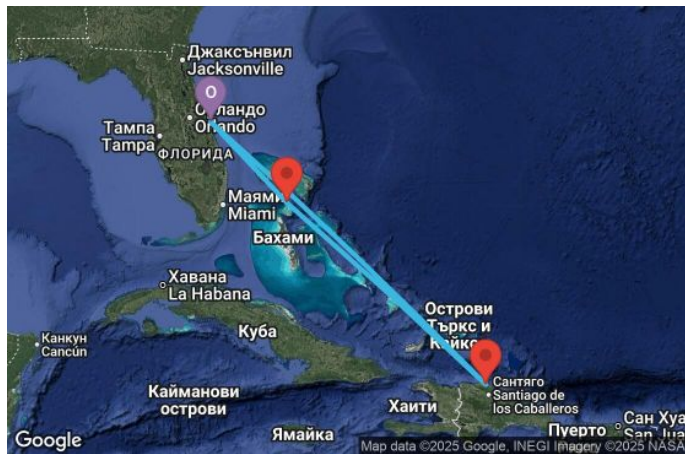 Джаксънвил
Jacksonville
O
Орландо
Orlando
Тампа
Tampa
ФЛОРИДА
Маями
Miami
Бахами
Хавана
La Habana
Куба
Канкун
Cancún
Острови
Търкс и
Кайкос
Сантяго
Santiago de
los Caballeros
Кайманови
острови
Хаити
Ямайка
Пуерто
Сан Хуа
San Jua
Google
Map data ©2025 Google, INEGI Imagery ©2025 NASA